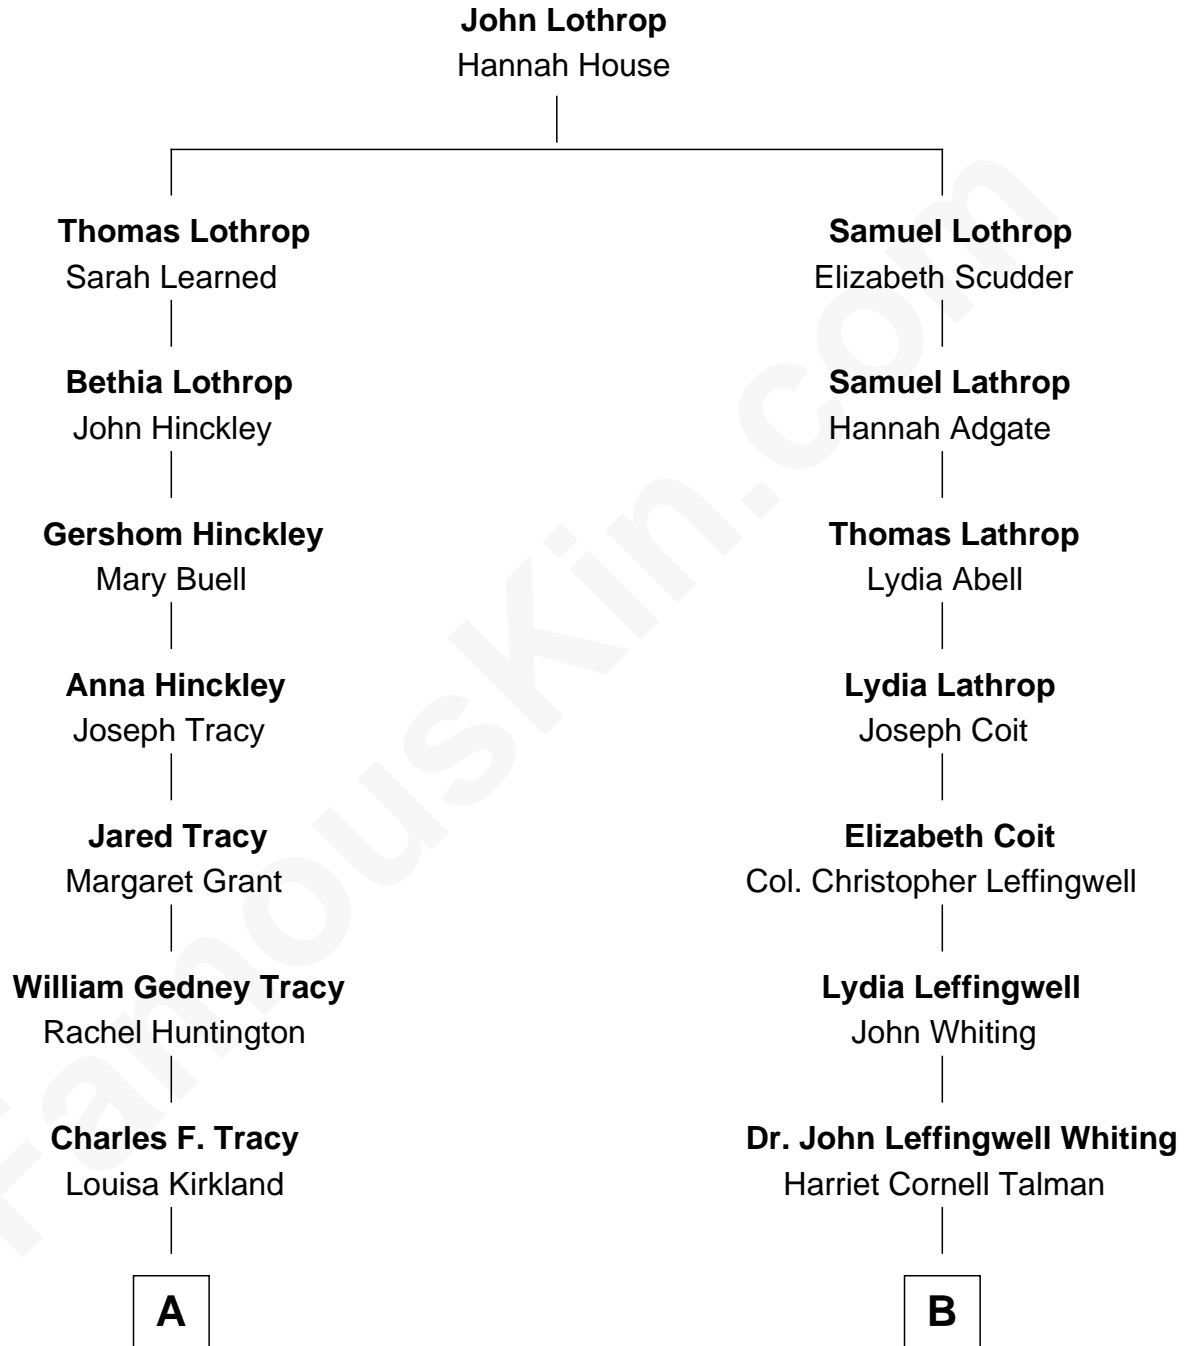 John Lothrop
Hannah House
Thomas Lothrop
Sarah Learned
Samuel Lothrop
Elizabeth Scudder
Bethia Lothrop
John Hinckley
Samuel Lathrop
Hannah Adgate
Gershom Hinckley
Mary Buell
Thomas Lathrop
Lydia Abell
Anna Hinckley
Joseph Tracy
Lydia Lathrop
Joseph Coit
Jared Tracy
Margaret Grant
Elizabeth Coit
Col. Christopher Leffingwell
William Gedney Tracy
Rachel Huntington
Lydia Leffingwell
John Whiting
Charles F. Tracy
Louisa Kirkland
Dr. John Leffingwell Whiting
Harriet Cornell Talman
A
B
FamousKin.com